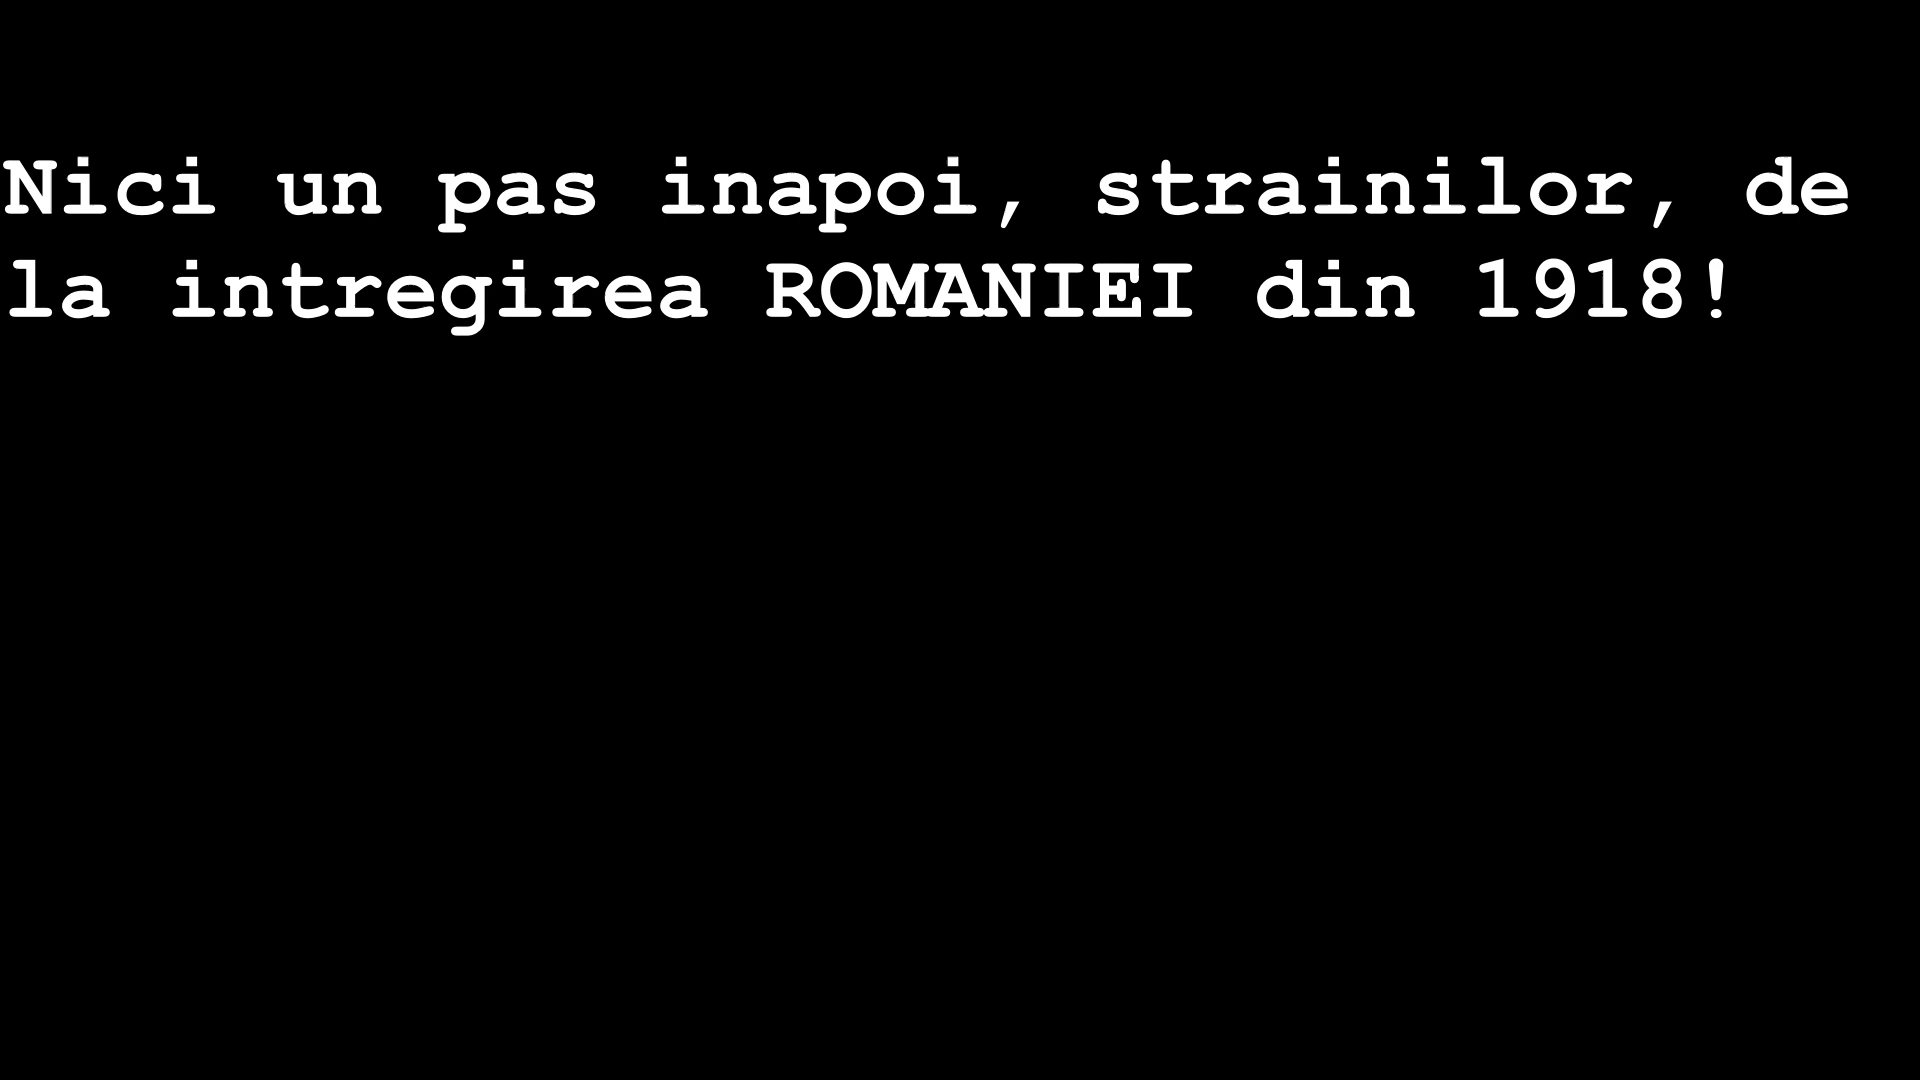 Nici un pas inapoi, strainilor, de
la intregirea ROMANIEI din 1918!